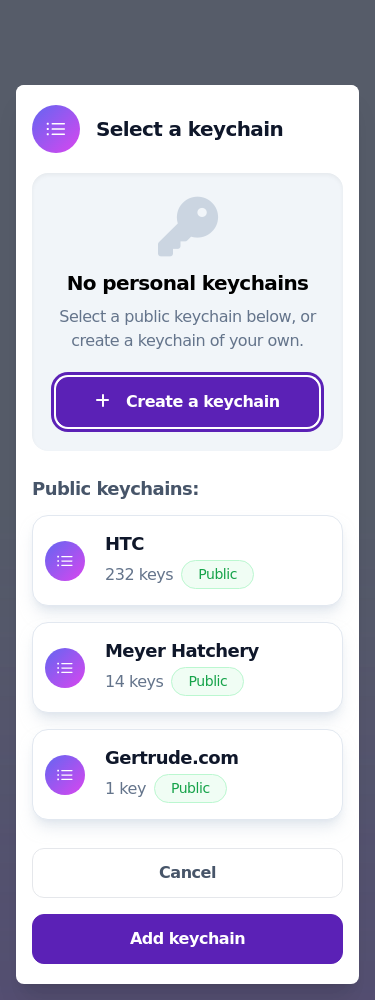 Select a keychain
No personal keychains
Select a public keychain below, or
create a keychain of your own.
+ Create a keychain
Public keychains:
HTC
232 keys Public
Meyer Hatchery
14 keys Public
Gertrude.com
1 key Public
Cancel
Add keychain